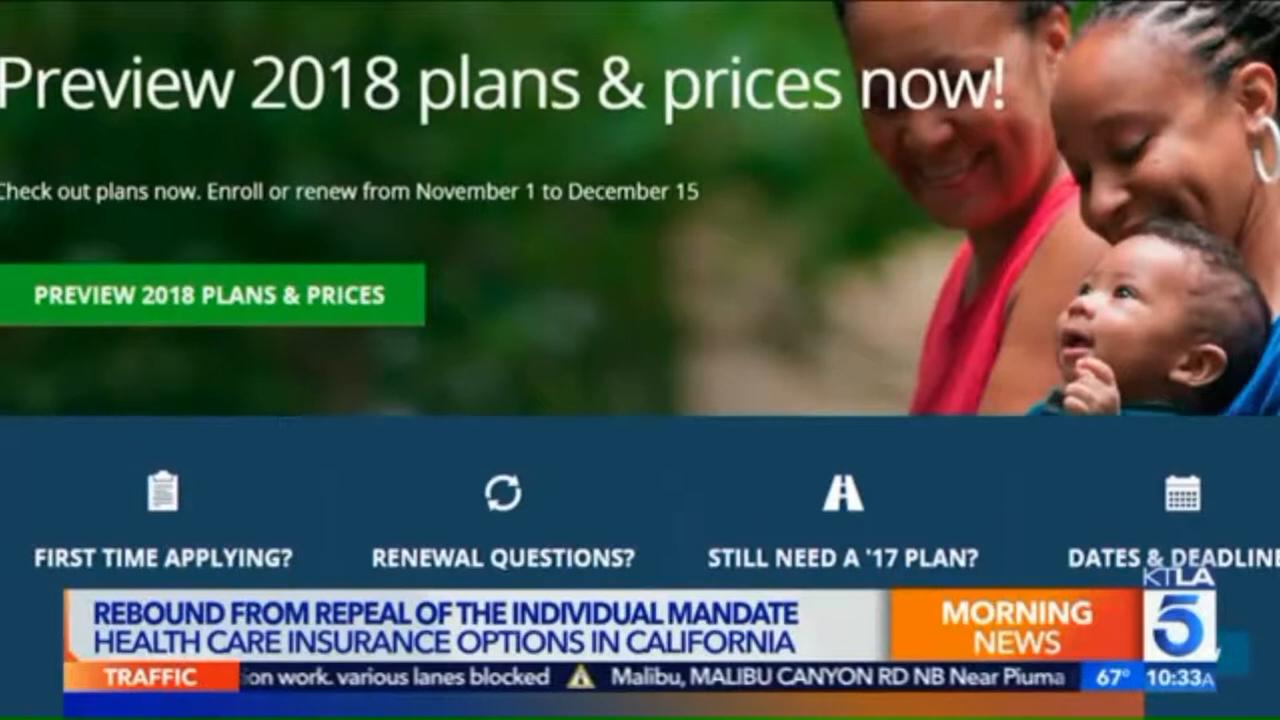 Preview 2018 plans & prices now!
Check out plans now. Enroll or renew from November 1 to December 15
PREVIEW 2018 PLANS & PRICES
FIRST TIME APPLYING?
RENEWAL QUESTIONS?
STILL NEED A '17 PLAN?
DATES & DEADLINE
KTLA
5
REBOUND FROM REPEAL OF THE INDIVIDUAL MANDATE
HEALTH CARE INSURANCE OPTIONS IN CALIFORNIA
MORNING
NEWS
TRAFFIC
ion work. various lanes blocked Malibu, MALIBU CANYON RD NB Near Piuma
67° 10:33A